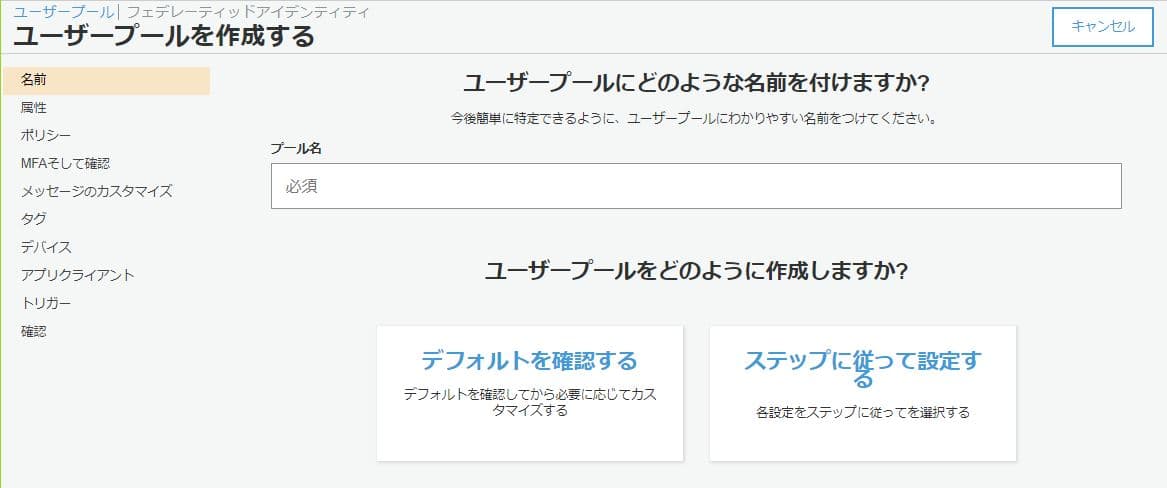 ユーザープール| フェデレーティッドアイデンティティ
ユーザープールを作成する
キャンセル
名前
属性
ポリシー
MFAそして確認
メッセージのカスタマイズ
タグ
デバイス
アプリクライアント
トリガー
確認
ユーザープールにどのような名前を付けますか?
今後簡単に特定できるように、ユーザープールにわかりやすい名前をつけてください。
プール名
必須
ユーザープールをどのように作成しますか?
デフォルトを確認する
デフォルトを確認してから必要に応じてカス
タマイズする
ステップに従って設定す
る
各設定をステップに従ってを選択する